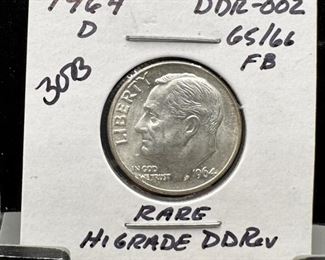 1964 DDR-002
D 65/66
FB
30B
LIBERTY
IN GOD
WE TRUST
1964
RARE
HIGRADE DDRev